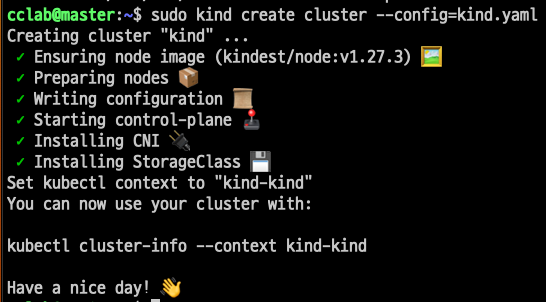 cclab@master:~$ sudo kind create cluster --config=kind.yaml
Creating cluster "kind" ...
✓ Ensuring node image (kindest/node:v1.27.3) 🖼
✓ Preparing nodes 📦
✓ Writing configuration 📜
✓ Starting control-plane 🕹️
✓ Installing CNI 🔌
✓ Installing StorageClass 💾
Set kubectl context to "kind-kind"
You can now use your cluster with:

kubectl cluster-info --context kind-kind

Have a nice day! 👋